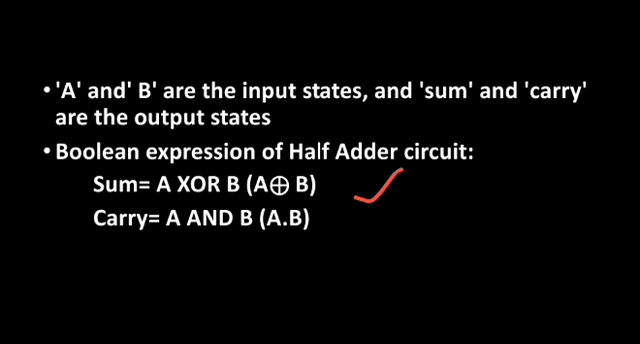 • 'A' and' B' are the input states, and 'sum' and 'carry'
are the output states
• Boolean expression of Half Adder circuit:
Sum= A XOR B (A⊕ B)
Carry= A AND B (A.B)